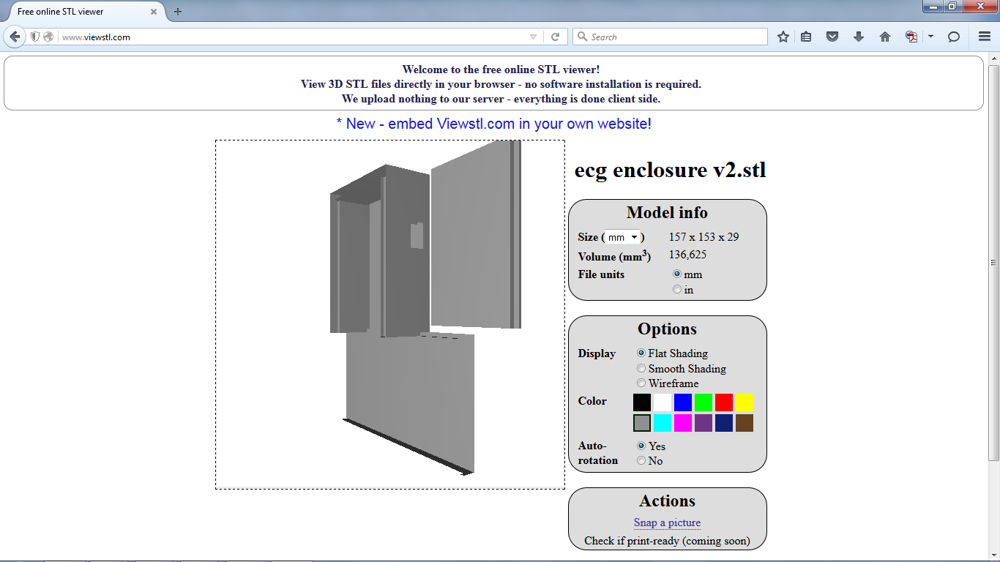 Free online STL viewer
www.viewstl.com
Search
Welcome to the free online STL viewer!
View 3D STL files directly in your browser - no software installation is required.
We upload nothing to our server - everything is done client side.
* New - embed Viewstl.com in your own website!
ecg enclosure v2.stl
Model info
Size (mm) 157 x 153 x 29
Volume (mm³) 136,625
File units mm
in
Options
Display Flat Shading
Smooth Shading
Wireframe
Color
Auto-rotation Yes
No
Actions
Snap a picture
Check if print-ready (coming soon)